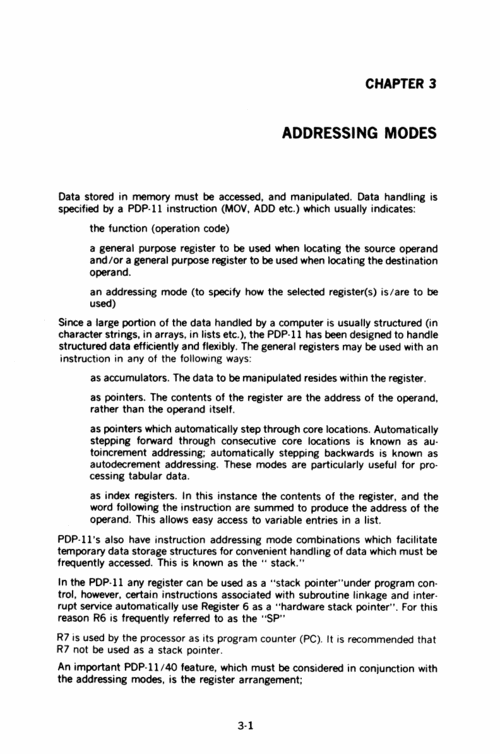 CHAPTER 3
ADDRESSING MODES
Data stored in memory must be accessed, and manipulated. Data handling is
specified by a PDP-11 instruction (MOV, ADD etc.) which usually indicates:
the function (operation code)
a general purpose register to be used when locating the source operand
and/or a general purpose register to be used when locating the destination
operand.
an addressing mode (to specify how the selected register(s) is/are to be
used)
Since a large portion of the data handled by a computer is usually structured (in
character strings, in arrays, in lists etc.), the PDP-11 has been designed to handle
structured data efficiently and flexibly. The general registers may be used with an
instruction in any of the following ways:
as accumulators. The data to be manipulated resides within the register.
as pointers. The contents of the register are the address of the operand,
rather than the operand itself.
as pointers which automatically step through core locations. Automatically
stepping forward through consecutive core locations is known as au-
toincrement addressing; automatically stepping backwards is known as
autodecrement addressing. These modes are particularly useful for pro-
cessing tabular data.
as index registers. In this instance the contents of the register, and the
word following the instruction are summed to produce the address of the
operand. This allows easy access to variable entries in a list.
PDP-11's also have instruction addressing mode combinations which facilitate
temporary data storage structures for convenient handling of data which must be
frequently accessed. This is known as the " stack."
In the PDP-11 any register can be used as a "stack pointer"under program con-
trol, however, certain instructions associated with subroutine linkage and inter-
rupt service automatically use Register 6 as a "hardware stack pointer". For this
reason R6 is frequently referred to as the "SP"
R7 is used by the processor as its program counter (PC). It is recommended that
R7 not be used as a stack pointer.
An important PDP-11/40 feature, which must be considered in conjunction with
the addressing modes, is the register arrangement;
3-1